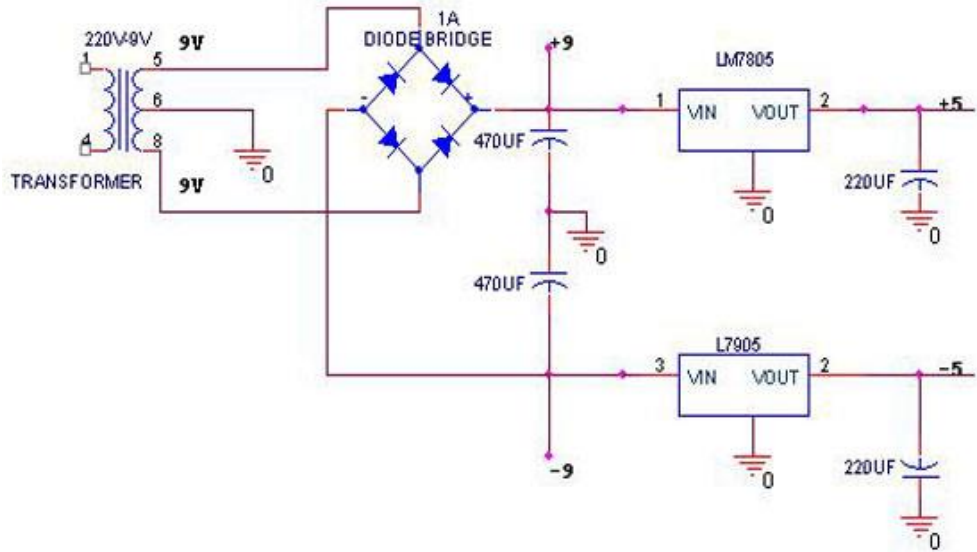 1A
220V-9V 9V DIODE BRIDGE +9
LM7805
1 5
- +
6 1 VIN VOUT 2 +5
470UF
4 8
0
TRANSFORMER 9V 220UF
0
0
0
470UF
L7905
3 VIN VOUT 2 -5
-9 0 220UF
0